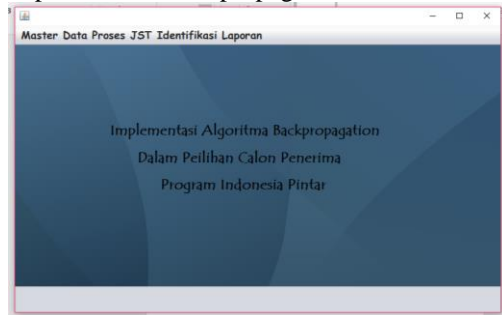 Master Data Proses JST Identifikasi Laporan
Implementasi Algoritma Backpropagation
Dalam Peilihan Calon Penerima
Program Indonesia Pintar